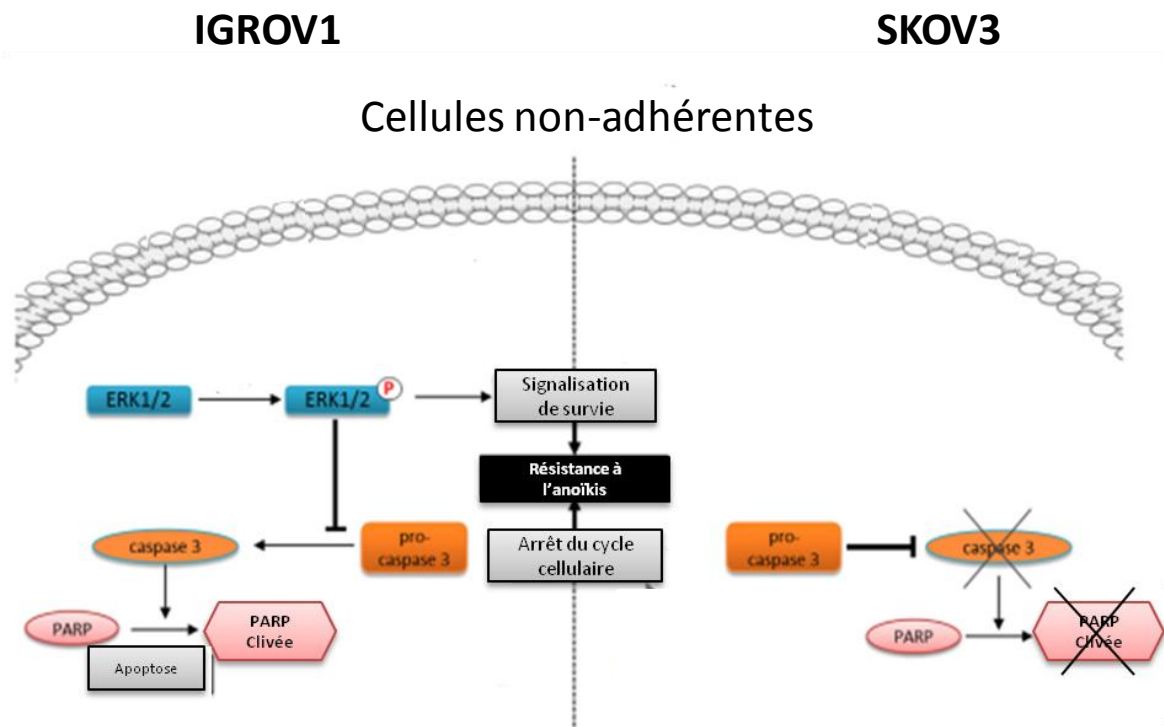 IGROV1
SKOV3
Cellules non-adhérentes
ERK1/2
ERK1/2
P
Signalisation
de survie
Résistance à
l'anoïkis
caspase 3
pro-
caspase 3
Arrêt du cycle
cellulaire
pro-
caspase 3
caspase 3
PARP
PARP
Clivée
Apoptose
PARP
PARP
Clivée